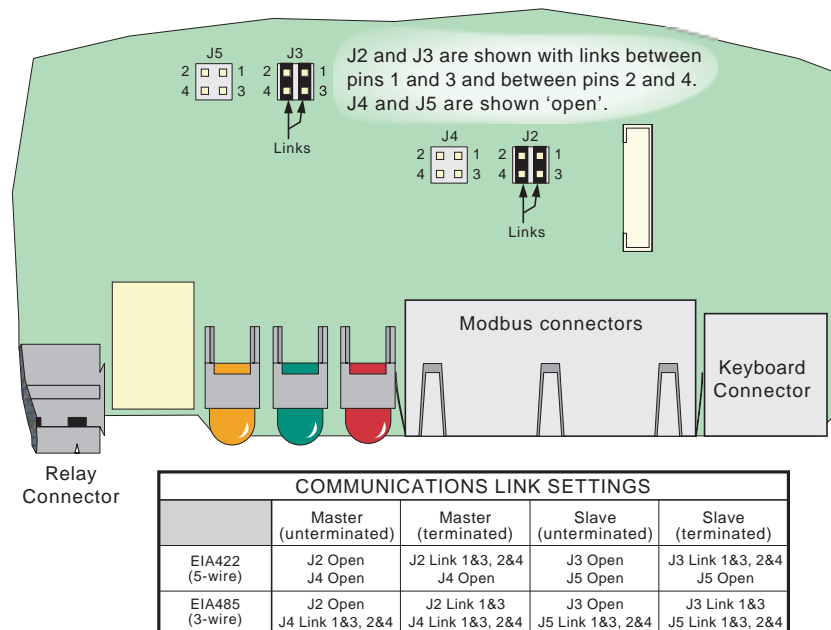 J5
2 1
4 3
J3
2 1
4 3
Links
J2 and J3 are shown with links between
pins 1 and 3 and between pins 2 and 4.
J4 and J5 are shown ‘open’.
J4
2 1
4 3
J2
2 1
4 3
Links
Modbus connectors
Keyboard
Connector
Relay
Connector
COMMUNICATIONS LINK SETTINGS
Master
(unterminated)
Master
(terminated)
Slave
(unterminated)
Slave
(terminated)
EIA422
(5-wire)
J2 Open
J4 Open
J2 Link 1&3, 2&4
J4 Open
J3 Open
J5 Open
J3 Link 1&3, 2&4
J5 Open
EIA485
(3-wire)
J2 Open
J4 Link 1&3, 2&4
J2 Link 1&3
J4 Link 1&3, 2&4
J3 Open
J5 Link 1&3, 2&4
J3 Link 1&3
J5 Link 1&3, 2&4